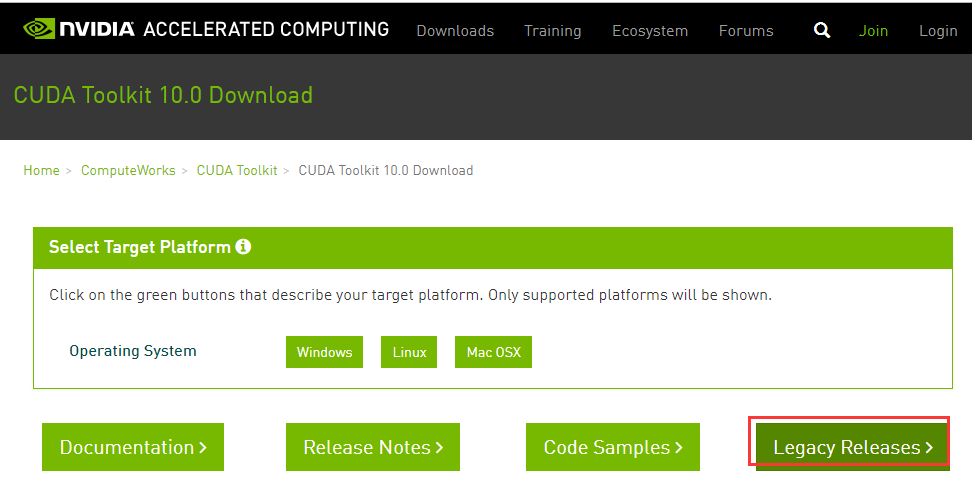 NVIDIA ACCELERATED COMPUTING Downloads Training Ecosystem Forums Join Login
CUDA Toolkit 10.0 Download
Home > ComputeWorks > CUDA Toolkit > CUDA Toolkit 10.0 Download
Select Target Platform
Click on the green buttons that describe your target platform. Only supported platforms will be shown.
Operating System Windows Linux Mac OSX
Documentation > Release Notes > Code Samples > Legacy Releases >